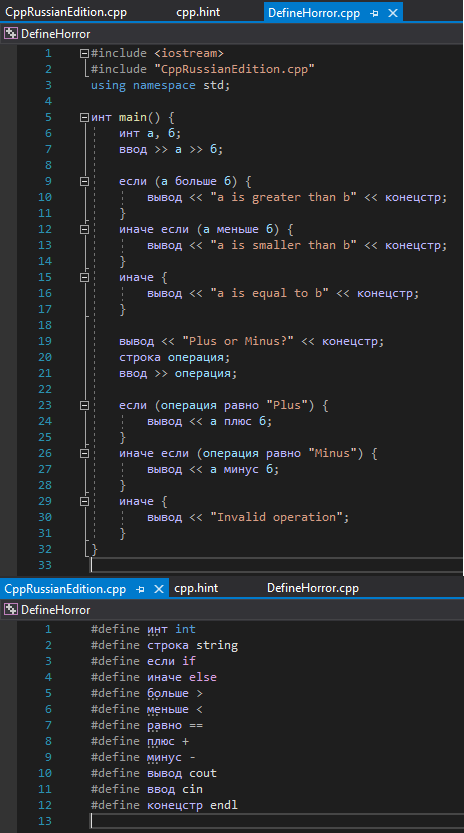 CppRussianEdition.cpp cpp.hint DefineHorror.cpp
DefineHorror
1 #include <iostream>
2 #include "CppRussianEdition.cpp"
3 using namespace std;
4
5 инт main() {
6 инт а, б;
7 ввод >> а >> б;
8
9 если (а больше б) {
10 вывод << "a is greater than b" << конецстр;
11 }
12 иначе если (а меньше б) {
13 вывод << "a is smaller than b" << конецстр;
14 }
15 иначе {
16 вывод << "a is equal to b" << конецстр;
17 }
18
19 вывод << "Plus or Minus?" << конецстр;
20 строка операция;
21 ввод >> операция;
22
23 если (операция равно "Plus") {
24 вывод << а плюс б;
25 }
26 иначе если (операция равно "Minus") {
27 вывод << а минус б;
28 }
29 иначе {
30 вывод << "Invalid operation";
31 }
32 }
33
CppRussianEdition.cpp cpp.hint DefineHorror.cpp
DefineHorror
1 #define инт int
2 #define строка string
3 #define если if
4 #define иначе else
5 #define больше >
6 #define меньше <
7 #define равно ==
8 #define плюс +
9 #define минус -
10 #define вывод cout
11 #define ввод cin
12 #define конецстр endl
13